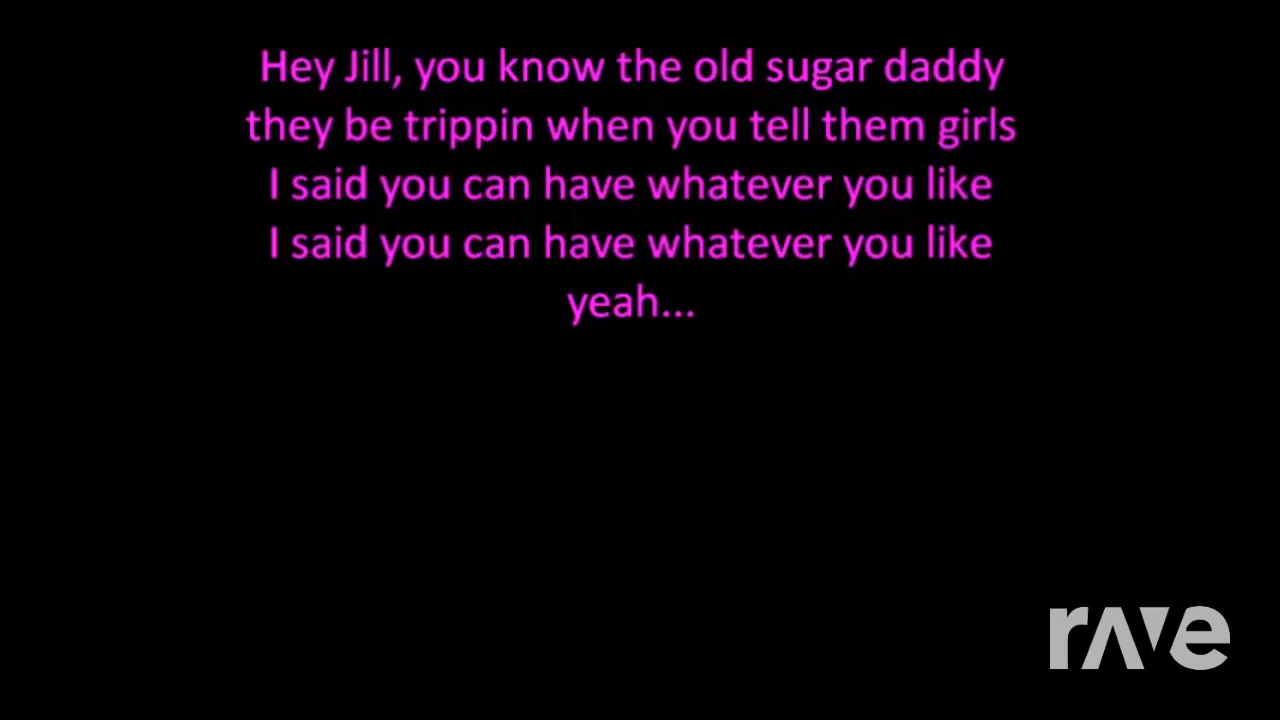 Hey Jill, you know the old sugar daddy
they be trippin when you tell them girls
I said you can have whatever you like
I said you can have whatever you like
yeah...
rave